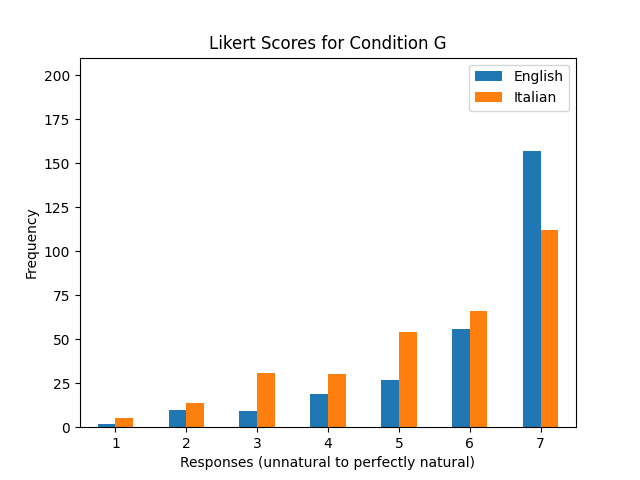 Likert Scores for Condition G
English
Italian
200
175
150
125
100
75
50
25
0
Frequency
1 2 3 4 5 6 7
Responses (unnatural to perfectly natural)